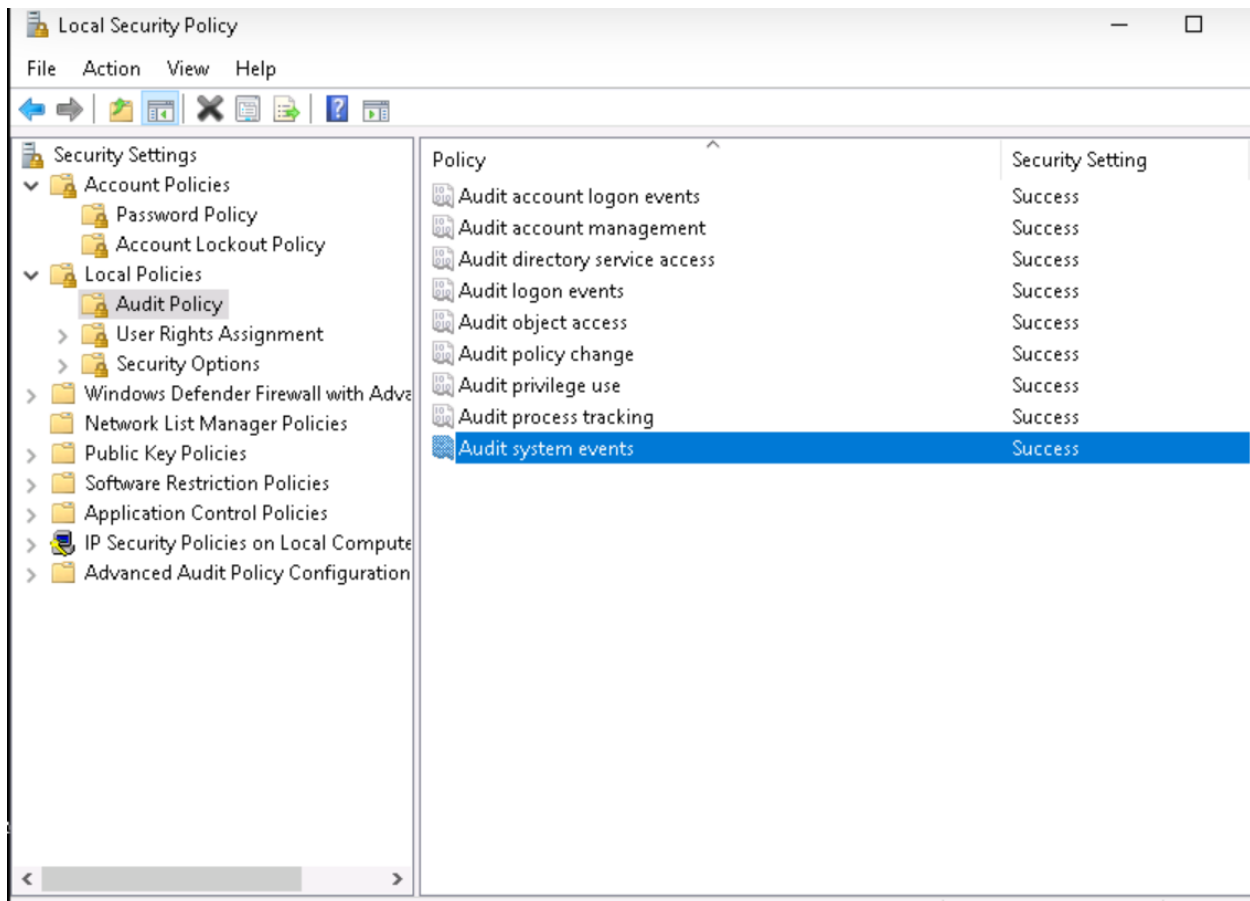 Local Security Policy
File Action View Help
Security Settings
Account Policies
Password Policy
Account Lockout Policy
Local Policies
Audit Policy
User Rights Assignment
Security Options
Windows Defender Firewall with Adva
Network List Manager Policies
Public Key Policies
Software Restriction Policies
Application Control Policies
IP Security Policies on Local Compute
Advanced Audit Policy Configuration
Policy Security Setting
Audit account logon events Success
Audit account management Success
Audit directory service access Success
Audit logon events Success
Audit object access Success
Audit policy change Success
Audit privilege use Success
Audit process tracking Success
Audit system events Success